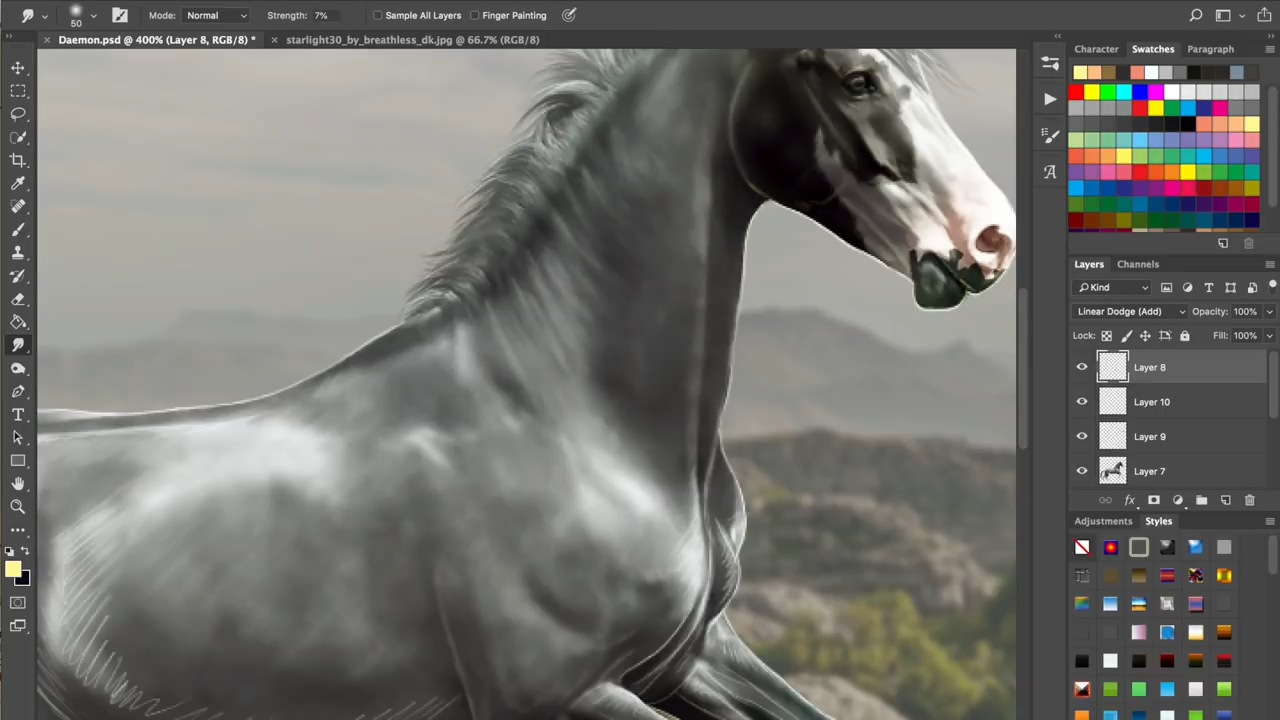 50 Mode: Normal Strength: 7% Sample All Layers Finger Painting
× Daemon.psd @ 400% (Layer 8, RGB/8) * × starlight30_by_breathless_dk.jpg @ 66.7% (RGB/8)
Character Swatches Paragraph
Layers Channels
Kind
Linear Dodge (Add) Opacity: 100%
Lock: Fill: 100%
Layer 8
Layer 10
Layer 9
Layer 7
fx
Adjustments Styles